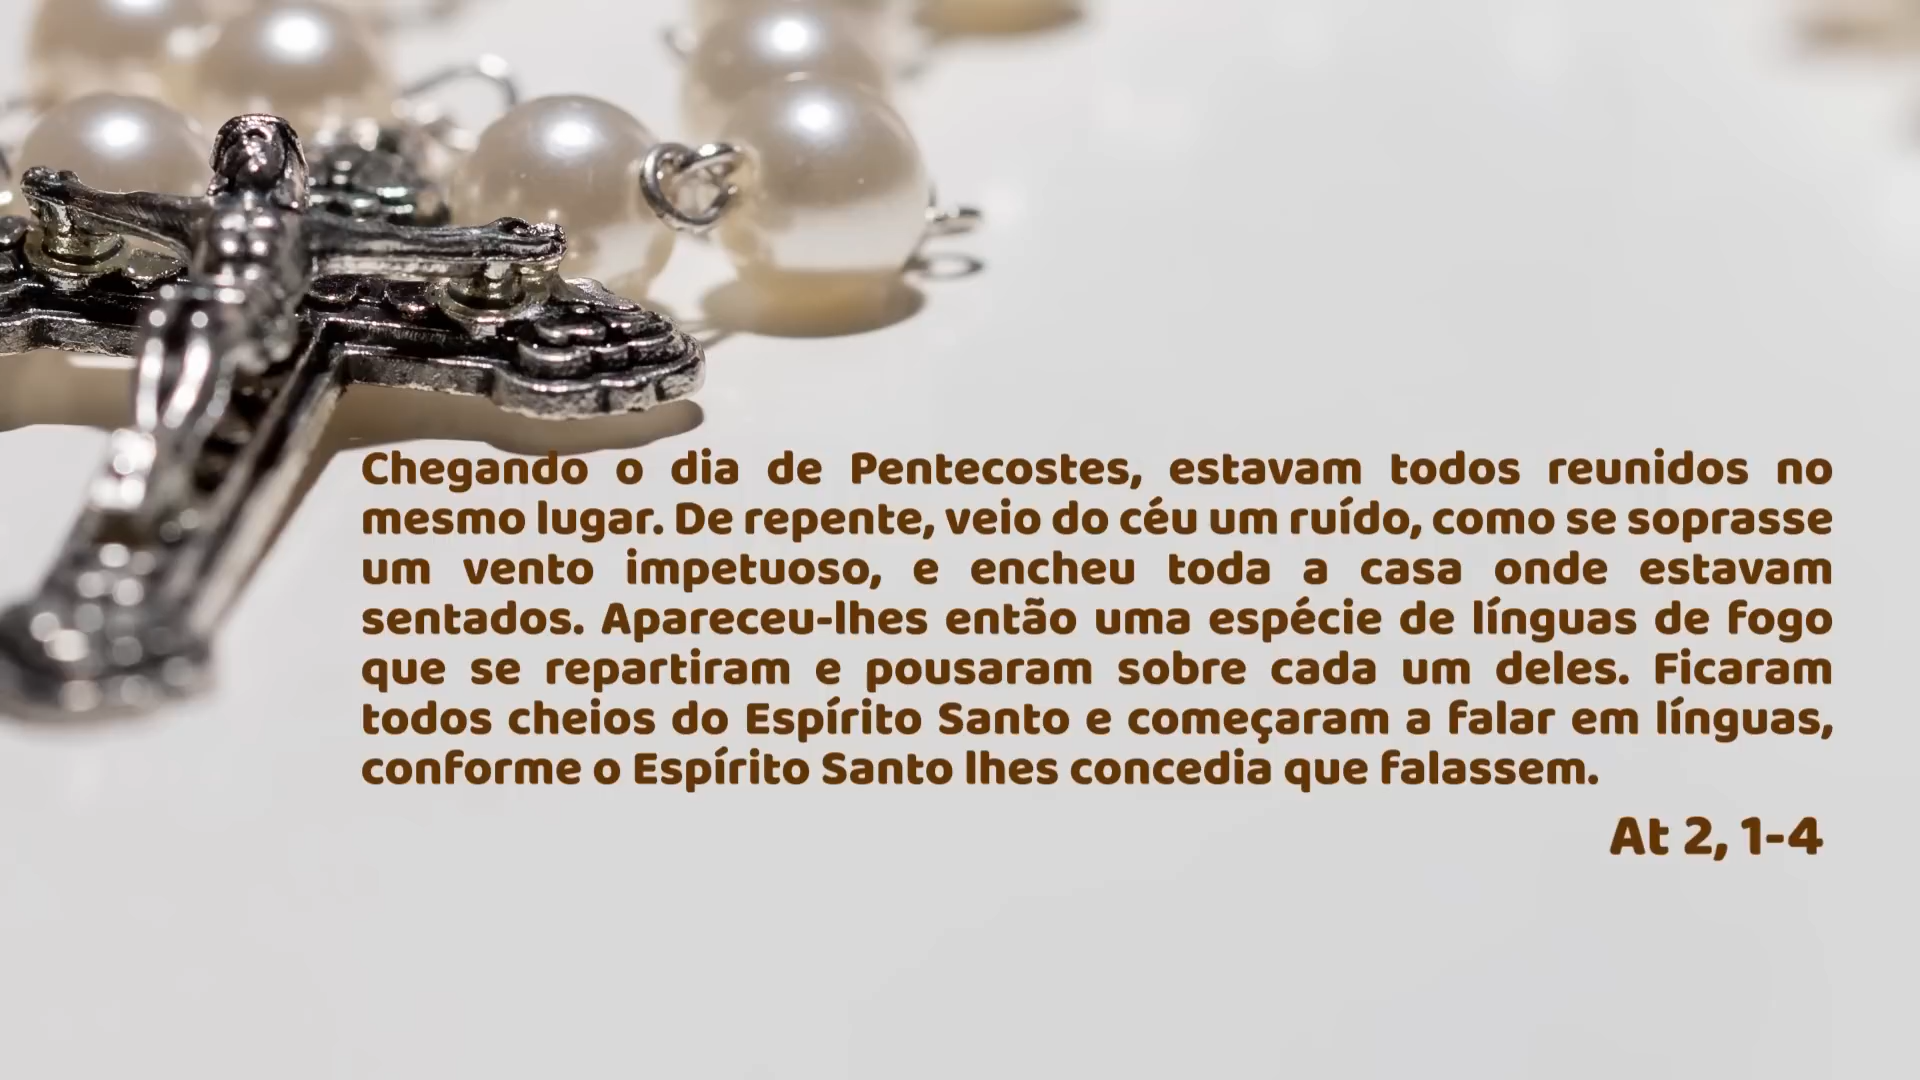 Chegando o dia de Pentecostes, estavam todos reunidos no
mesmo lugar. De repente, veio do céu um ruído, como se soprasse
um vento impetuoso, e encheu toda a casa onde estavam
sentados. Apareceu-lhes então uma espécie de línguas de fogo
que se repartiram e pousaram sobre cada um deles. Ficaram
todos cheios do Espírito Santo e começaram a falar em línguas,
conforme o Espírito Santo lhes concedia que falassem.
At 2, 1-4